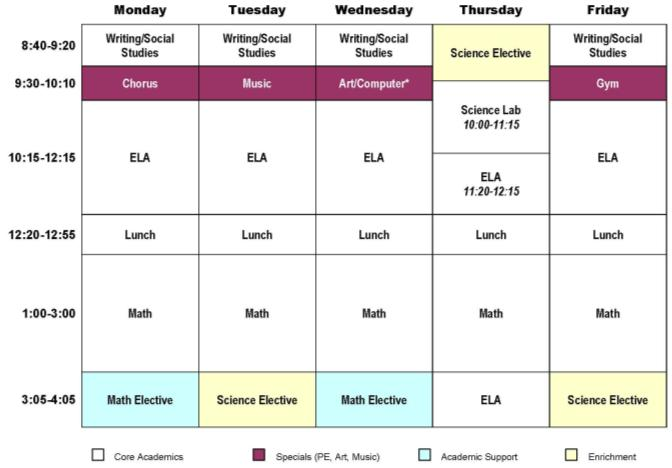 Monday Tuesday Wednesday Thursday Friday
8:40-9:20
Writing/Social
Studies
Writing/Social
Studies
Writing/Social
Studies
Science Elective
Writing/Social
Studies
9:30-10:10
Chorus
Music
Art/Computer*
Gym
Science Lab
10:00-11:15
10:15-12:15
ELA
ELA
ELA
ELA
11:20-12:15
ELA
12:20-12:55
Lunch
Lunch
Lunch
Lunch
Lunch
1:00-3:00
Math
Math
Math
Math
Math
3:05-4:05
Math Elective
Science Elective
Math Elective
ELA
Science Elective
Core Academics
Specials (PE, Art, Music)
Academic Support
Enrichment